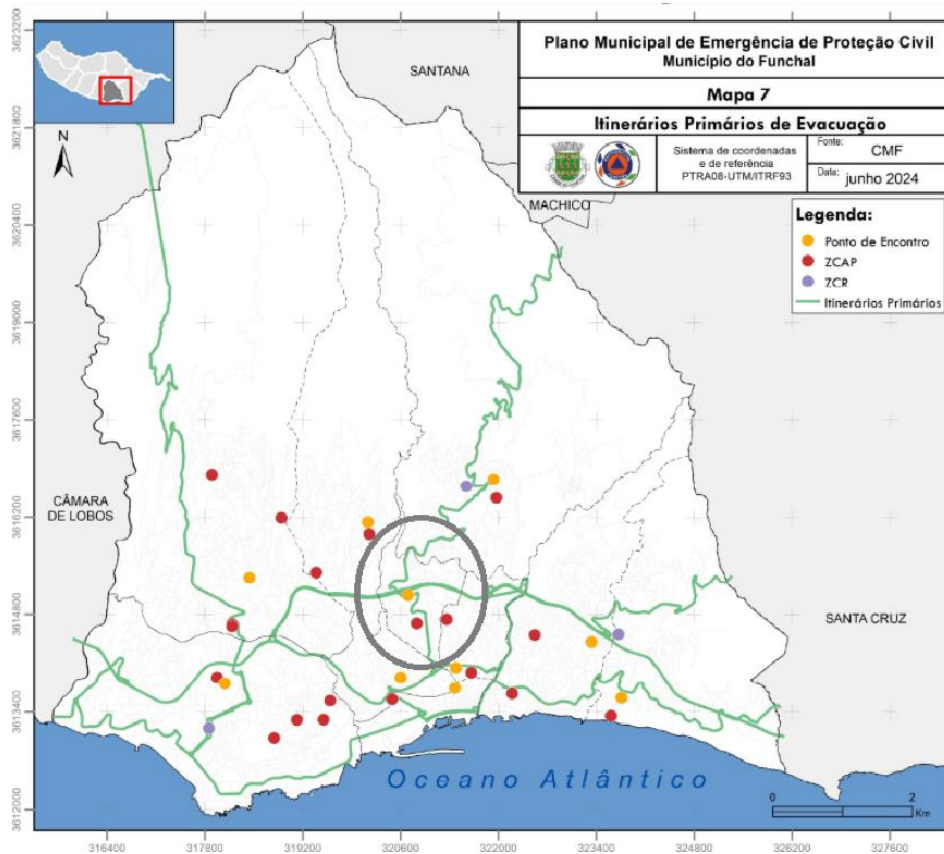 Plano Municipal de Emergência de Proteção Civil
Município do Funchal
Mapa 7
Itinerários Primários de Evacuação
Sistema de coordenadas
e de referência
PTRA08-UTM/ITRF93
Fonte:
CMF
Data:
junho 2024
Legenda:
Ponto de Encontro
ZCAP
ZCR
Itinerários Primários
N
SANTANA
MACHICO
CÂMARA
DE LOBOS
SANTA CRUZ
Oceano Atlântico
0 2
Km
3623200
3621800
3620400
3619000
3617600
3616200
3614800
3613400
3612000
316400 317800 319200 320600 322000 323400 324800 326200 327600